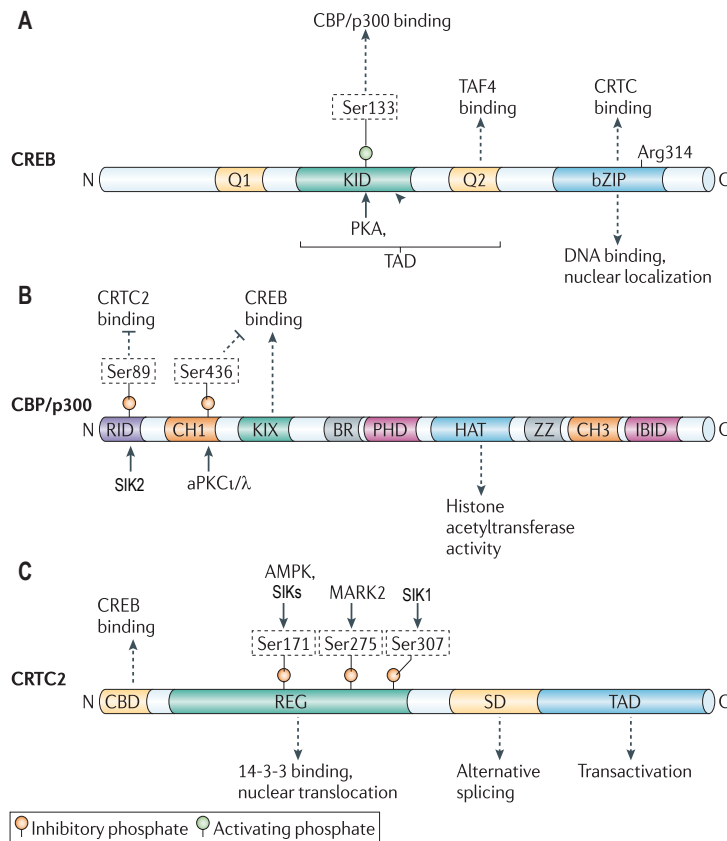 A
CBP/p300 binding
Ser133
TAF4
binding
CRTC
binding
Arg314
CREB
N
Q1
KID
Q2
bZIP
C
PKA,
TAD
DNA binding,
nuclear localization
B
CRTC2
binding
CREB
binding
Ser89
Ser436
CBP/p300
N
RID
CH1
KIX
BR
PHD
HAT
ZZ
CH3
IBID
C
SIK2
aPKCι/λ
Histone
acetyltransferase
activity
C
AMPK,
SIKs
MARK2
SIK1
CREB
binding
Ser171
Ser275
Ser307
CRTC2
N
CBD
REG
SD
TAD
C
14-3-3 binding,
nuclear translocation
Alternative
splicing
Transactivation
Inhibitory phosphate
Activating phosphate